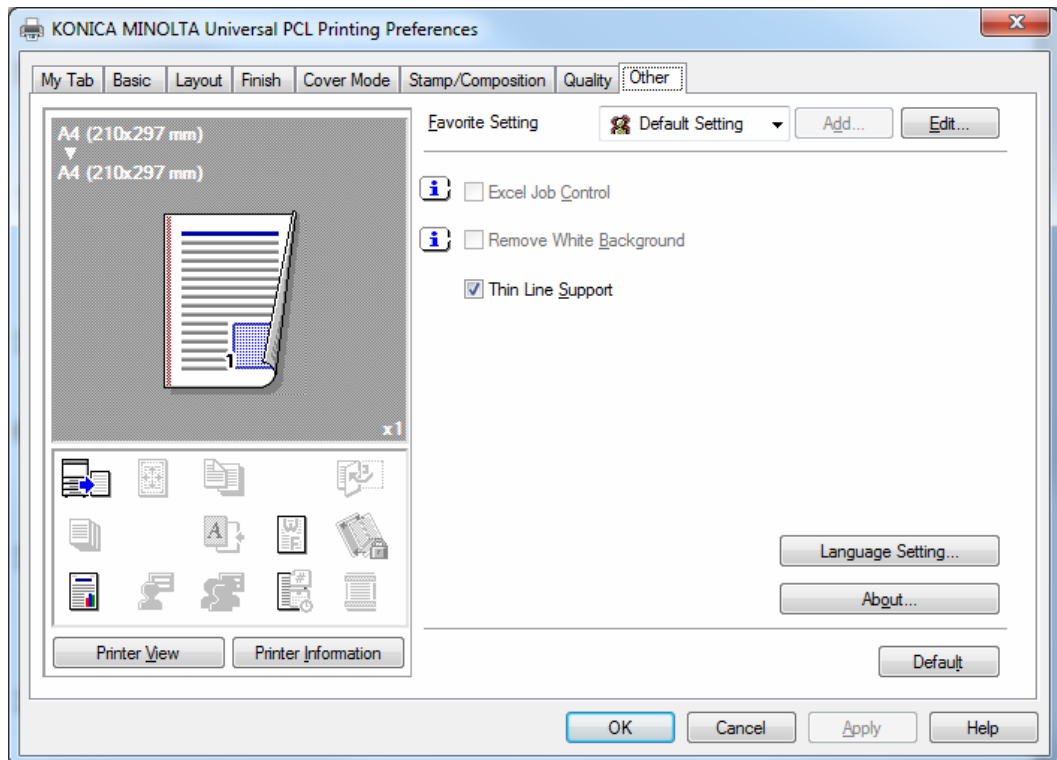 KONICA MINOLTA Universal PCL Printing Preferences
My Tab Basic Layout Finish Cover Mode Stamp/Composition Quality Other
A4 (210x297 mm)
A4 (210x297 mm)
1
x1
Favorite Setting Default Setting Add... Edit...
Excel Job Control
Remove White Background
Thin Line Support
Language Setting...
About...
Printer View Printer Information
Default
OK Cancel Apply Help